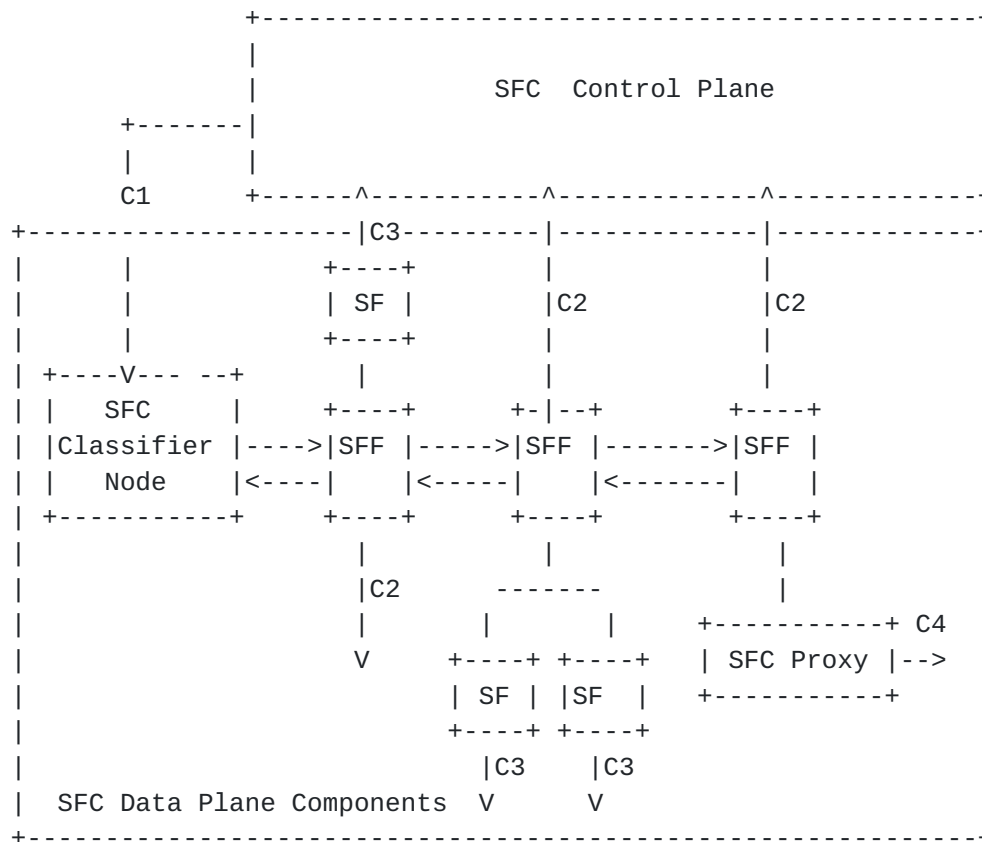 +----------------------------------------------
|
|               SFC  Control Plane
+-------|
|       |
C1      +------^-----------^-------------^-------------
+---------------------|C3---------|-------------|-------------
|      |            +----+        |             |
|      |            | SF |        |C2           |C2
|      |            +----+        |             |
| +----V--- --+       |           |             |
| |   SFC     |     +----+      +-|--+        +----+
| |Classifier |---->|SFF |----->|SFF |------->|SFF |
| |   Node    |<----|    |<-----|    |<-------|    |
| +-----------+     +----+      +----+        +----+
|                     |           |              |
|                     |C2      -------           |
|                     |       |       |     +-----------+ C4
|                     V     +----+ +----+   | SFC Proxy |-->
|                           | SF | |SF  |   +-----------+
|                           +----+ +----+
|                             |C3    |C3
|  SFC Data Plane Components  V      V
+-------------------------------------------------------------